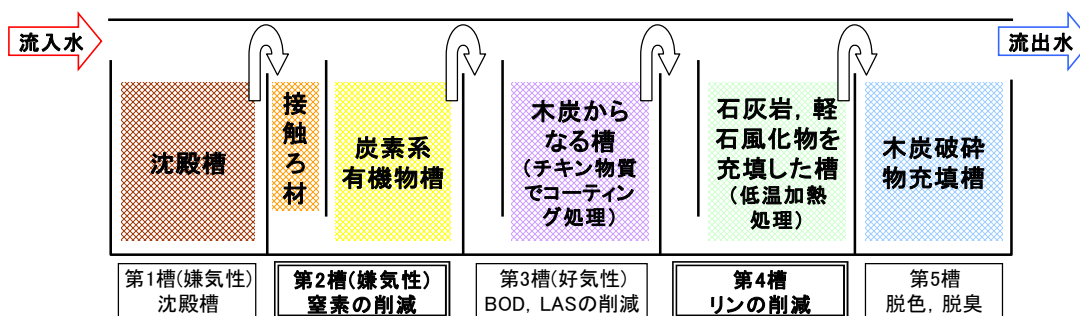 流入水
流出水
沈殿槽
接
触
ろ
材
炭素系
有機物槽
木炭から
なる槽
(チキン物質
でコーティン
グ処理)
石灰岩, 軽
石風化物を
充填した槽
(低温加熱
処理)
木炭破砕
物充填槽
第1槽(嫌気性)
沈殿槽
第2槽(嫌気性)
窒素の削減
第3槽(好気性)
BOD, LASの削減
第4槽
リンの削減
第5槽
脱色, 脱臭